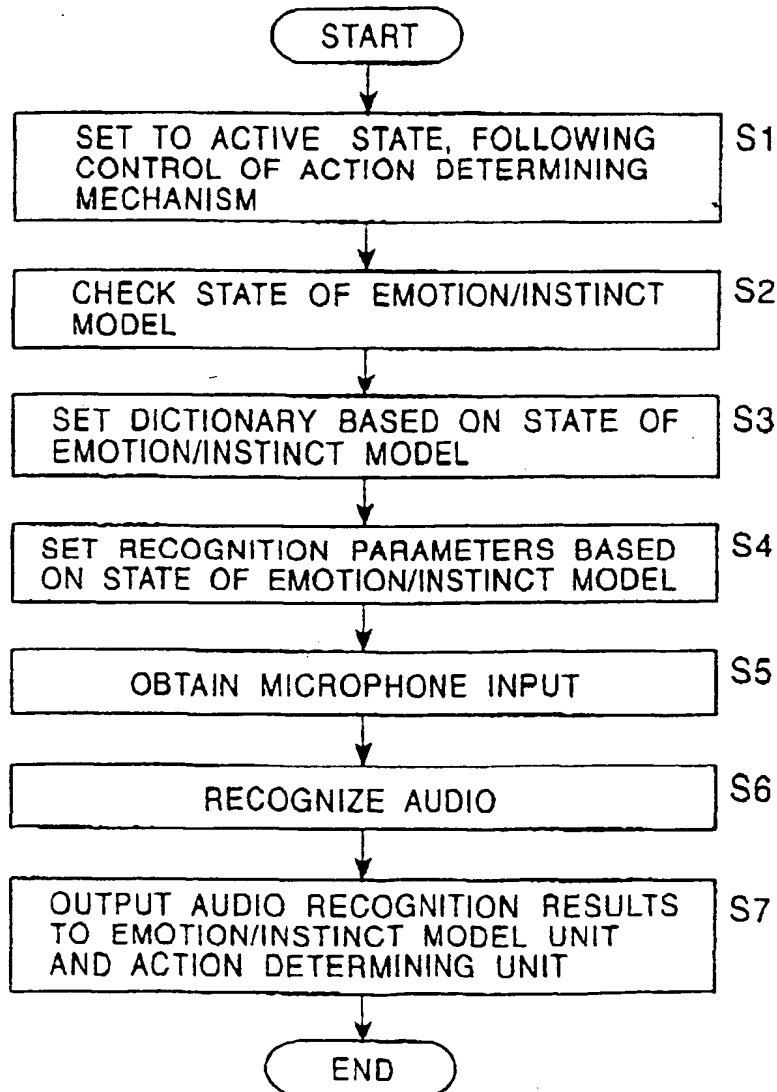 START
SET TO ACTIVE STATE, FOLLOWING
CONTROL OF ACTION DETERMINING
MECHANISM
S1
CHECK STATE OF EMOTION/INSTINCT
MODEL
S2
SET DICTIONARY BASED ON STATE OF
EMOTION/INSTINCT MODEL
S3
SET RECOGNITION PARAMETERS BASED
ON STATE OF EMOTION/INSTINCT MODEL
S4
OBTAIN MICROPHONE INPUT
S5
RECOGNIZE AUDIO
S6
OUTPUT AUDIO RECOGNITION RESULTS
TO EMOTION/INSTINCT MODEL UNIT
AND ACTION DETERMINING UNIT
S7
END